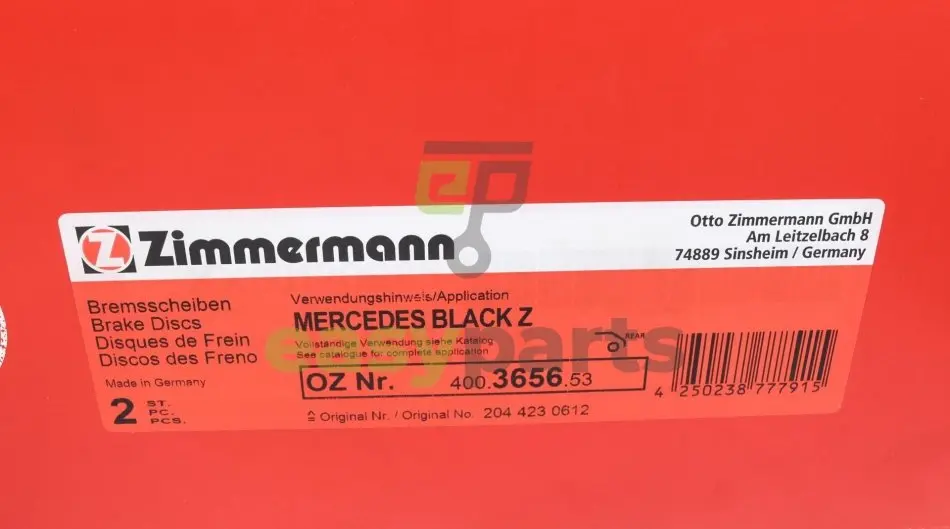 ep
Z Zimmermann
Otto Zimmermann GmbH
Am Leitzelbach 8
74889 Sinsheim / Germany
Bremsscheiben
Brake Discs
Disques de Frein
Discos des Freno
Made in Germany
2 ST.
PC.
PCS.
Verwendungshinweis/Application
MERCEDES BLACK Z
Vollständige Verwendung siehe Katalog
See catalogue for complete application
easyparts
REAR
OZ Nr. 400.3656.53
≙ Original Nr. / Original No. 204 423 0612
4 250238 777915